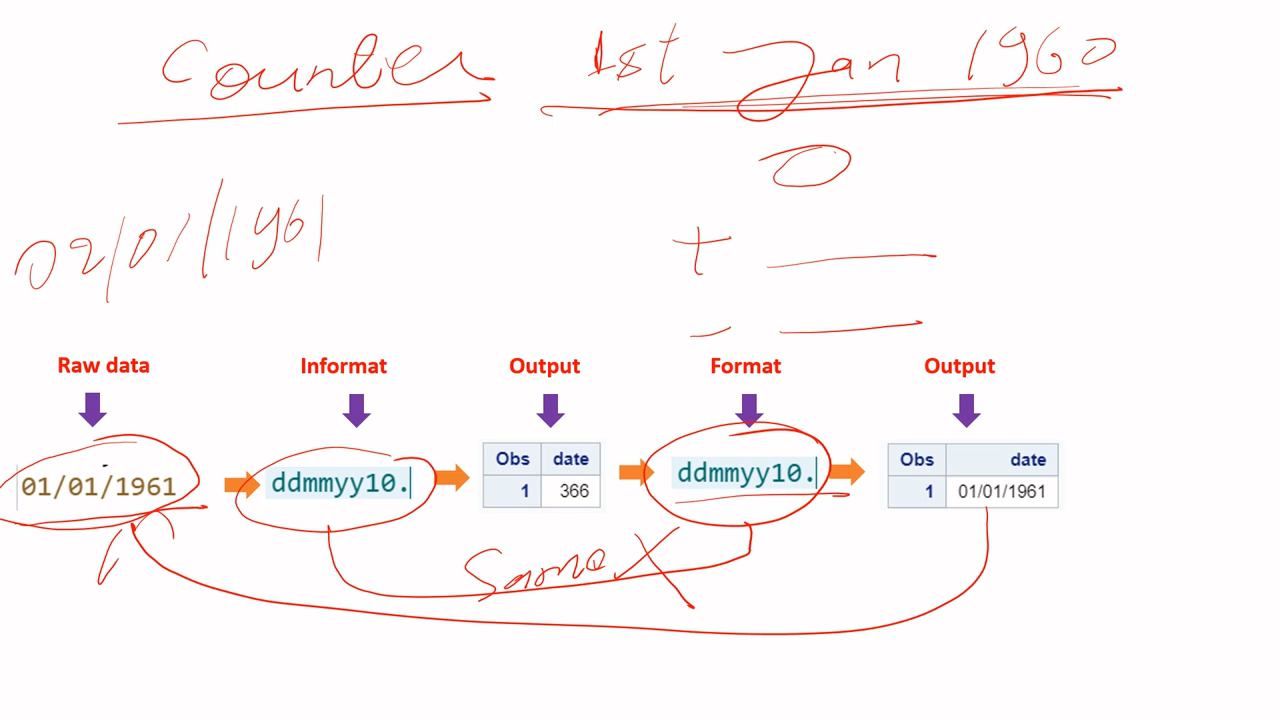 Counter 1st Jan 1960
0
02/01/1961
+
-
Raw data Informat Output Format Output
01/01/1961 ddmmyy10. Obs date ddmmyy10. Obs date
1 366 1 01/01/1961
Same X